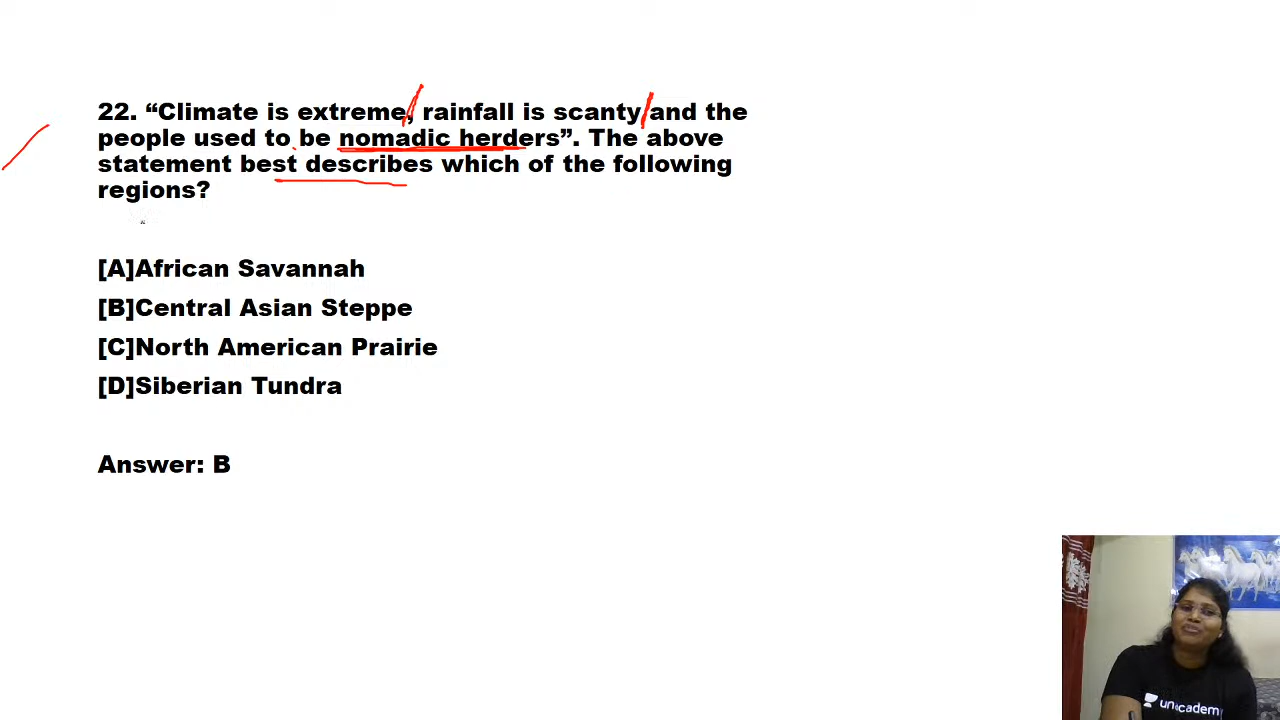 22. “Climate is extreme, rainfall is scanty and the
people used to be nomadic herders”. The above
statement best describes which of the following
regions?
[A]African Savannah
[B]Central Asian Steppe
[C]North American Prairie
[D]Siberian Tundra
Answer: B
unacademy